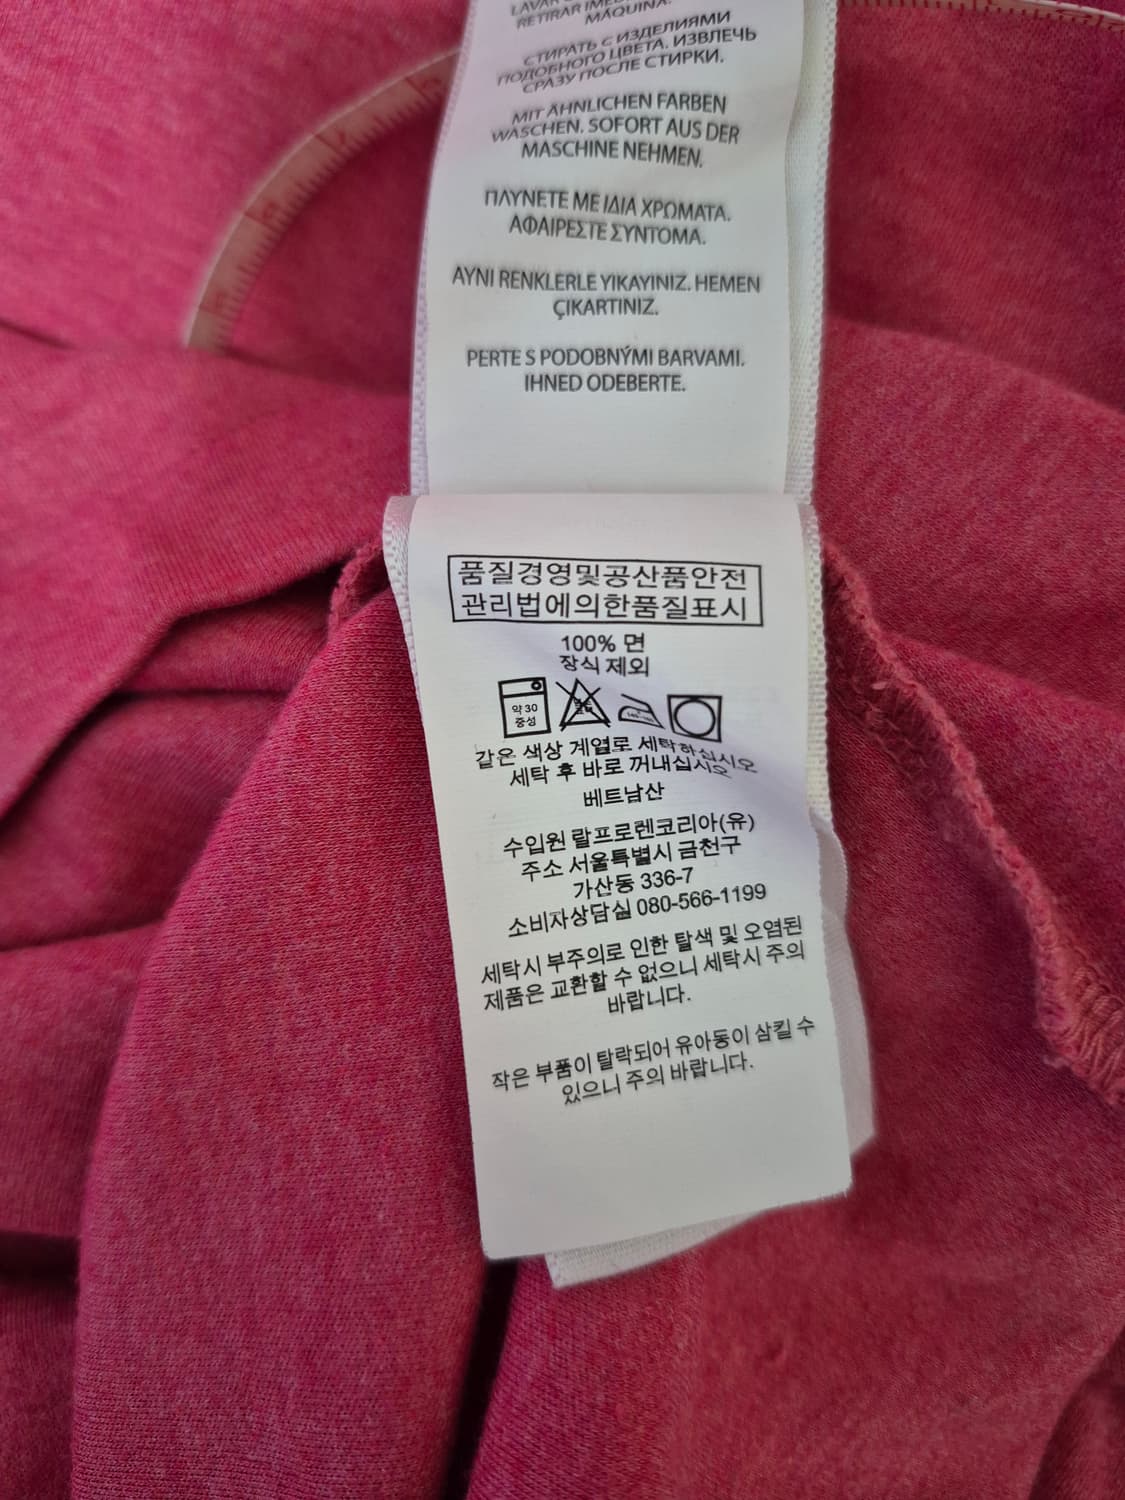 RETIRAR
MÁQUINA.
СТИРАТЬ С ИЗДЕЛИЯМИ
ПОДОБНОГО ЦВЕТА. ИЗВЛЕЧЬ
СРАЗУ ПОСЛЕ СТИРКИ.
MIT ÄHNLICHEN FARBEN
WASCHEN. SOFORT AUS DER
MASCHINE NEHMEN.
ΠΛΥΝΕΤΕ ΜΕ ΙΔΙΑ ΧΡΩΜΑΤΑ.
ΑΦΑΙΡΕΣΤΕ ΣΥΝΤΟΜΑ.
AYNI RENKLERLE YIKAYINIZ. HEMEN
ÇIKARTINIZ.
PERTE S PODOBNÝMI BARVAMI.
IHNED ODEBERTE.
품질경영및공산품안전
관리법에의한품질표시
100% 면
장식 제외
약 30
중성
같은 색상 계열로 세탁하십시오
세탁 후 바로 꺼내십시오
베트남산
수입원 랄프로렌코리아(유)
주소 서울특별시 금천구
가산동 336-7
소비자상담실 080-566-1199
세탁시 부주의로 인한 탈색 및 오염된
제품은 교환할 수 없으니 세탁시 주의
바랍니다.
작은 부품이 탈락되어 유아동이 삼킬 수
있으니 주의 바랍니다.